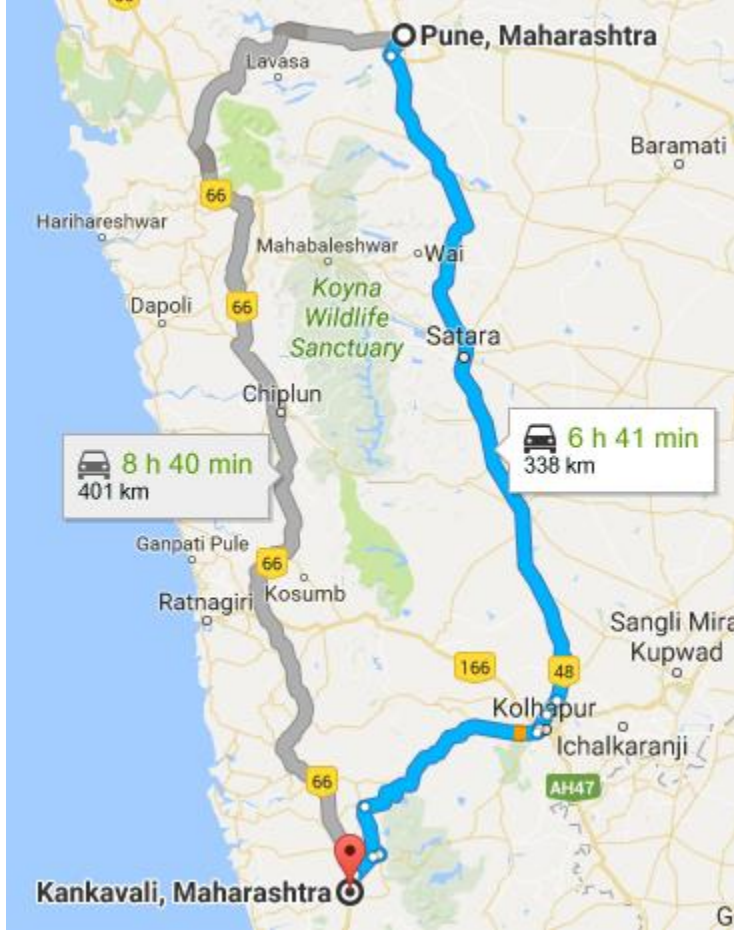 Pune, Maharashtra
Lavasa
Baramati
66
Harihareshwar
Mahabaleshwar
Wai
Koyna
Wildlife
Sanctuary
66
Dapoli
Satara
Chiplun
6 h 41 min
338 km
8 h 40 min
401 km
Ganpati Pule
66
Kosumb
Ratnagiri
Sangli Mira
Kupwad
166
48
Kolhapur
Ichalkaranji
66
AH47
Kankavali, Maharashtra
G